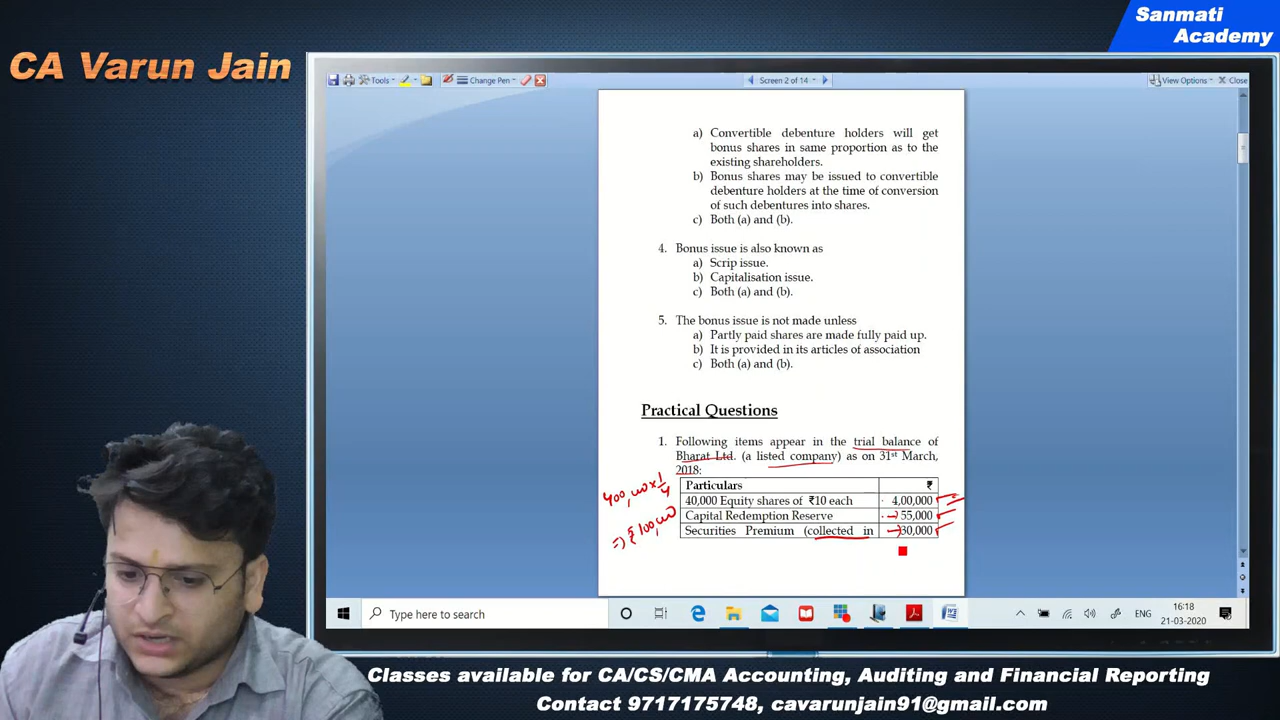 Sanmati
Academy
CA Varun Jain
Tools
Change Pen
Screen 2 of 14
View Options
Close
a) Convertible debenture holders will get
bonus shares in same proportion as to the
existing shareholders.
b) Bonus shares may be issued to convertible
debenture holders at the time of conversion
of such debentures into shares.
c) Both (a) and (b).
4. Bonus issue is also known as
a) Scrip issue.
b) Capitalisation issue.
c) Both (a) and (b).
5. The bonus issue is not made unless
a) Partly paid shares are made fully paid up.
b) It is provided in its articles of association
c) Both (a) and (b).
Practical Questions
1. Following items appear in the trial balance of
Bharat Ltd. (a listed company) as on 31st March,
2018:
400,000 x 1/4
=> ₹100,000
Particulars ₹
40,000 Equity shares of ₹10 each 4,00,000
Capital Redemption Reserve 55,000
Securities Premium (collected in 30,000
Type here to search
ENG
16:18
21-03-2020
Classes available for CA/CS/CMA Accounting, Auditing and Financial Reporting
Contact 9717175748, cavarunjain91@gmail.com